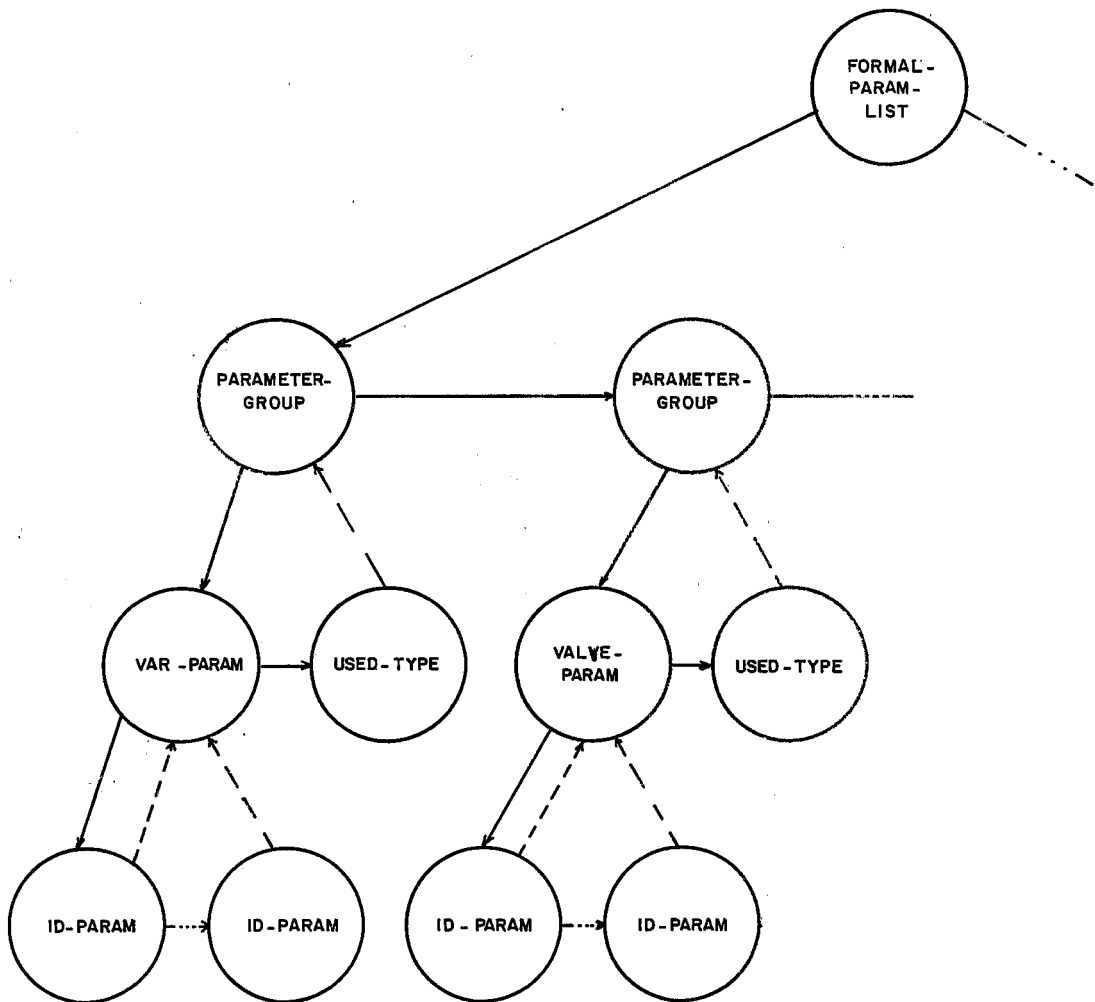 FORMAL-
PARAM-
LIST
PARAMETER-
GROUP
PARAMETER-
GROUP
VAR-PARAM
USED-TYPE
VALVE-
PARAM
USED-TYPE
ID-PARAM
ID-PARAM
ID-PARAM
ID-PARAM